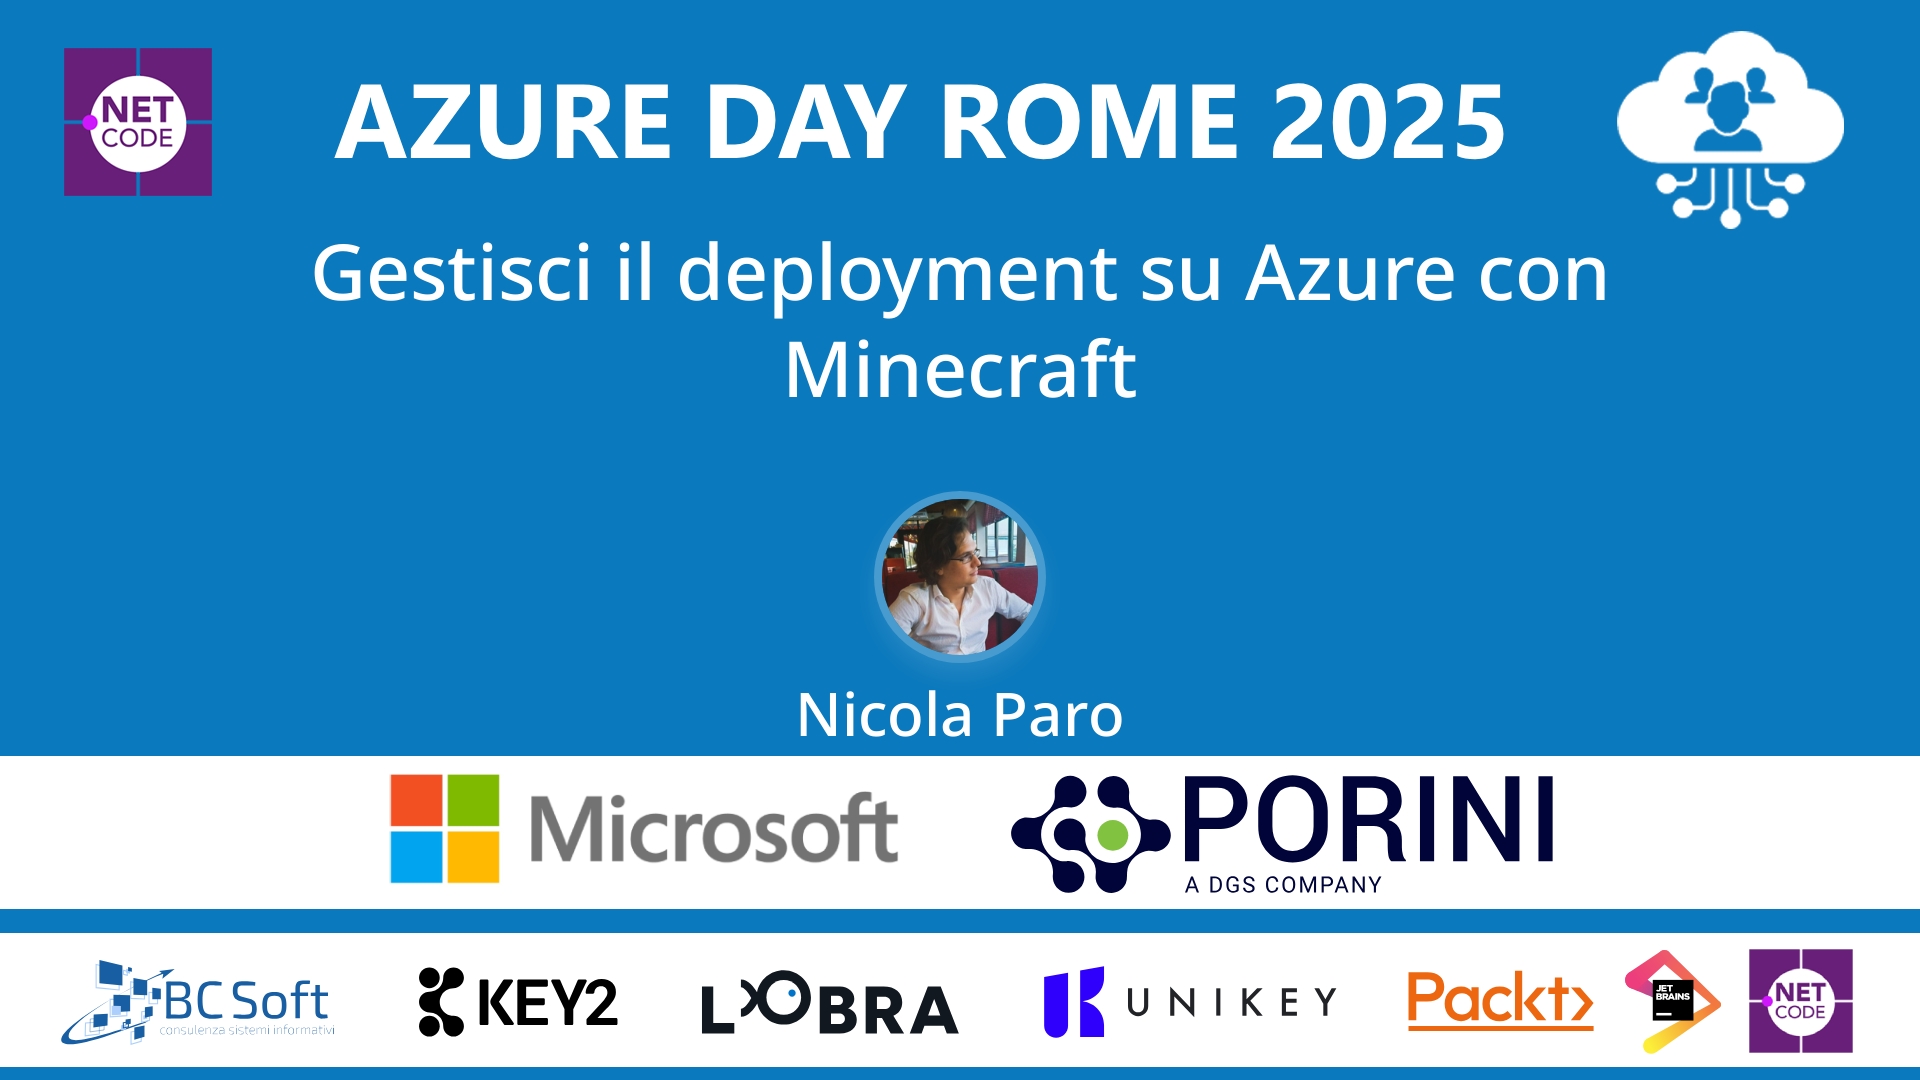 NET
CODE
AZURE DAY ROME 2025
Gestisci il deployment su Azure con
Minecraft
Nicola Paro
Microsoft
PORINI
A DGS COMPANY
BC Soft
consulenza sistemi informativi
KEY2
LOBRA
UNIKEY
Packt
JET
BRAINS
NET
CODE